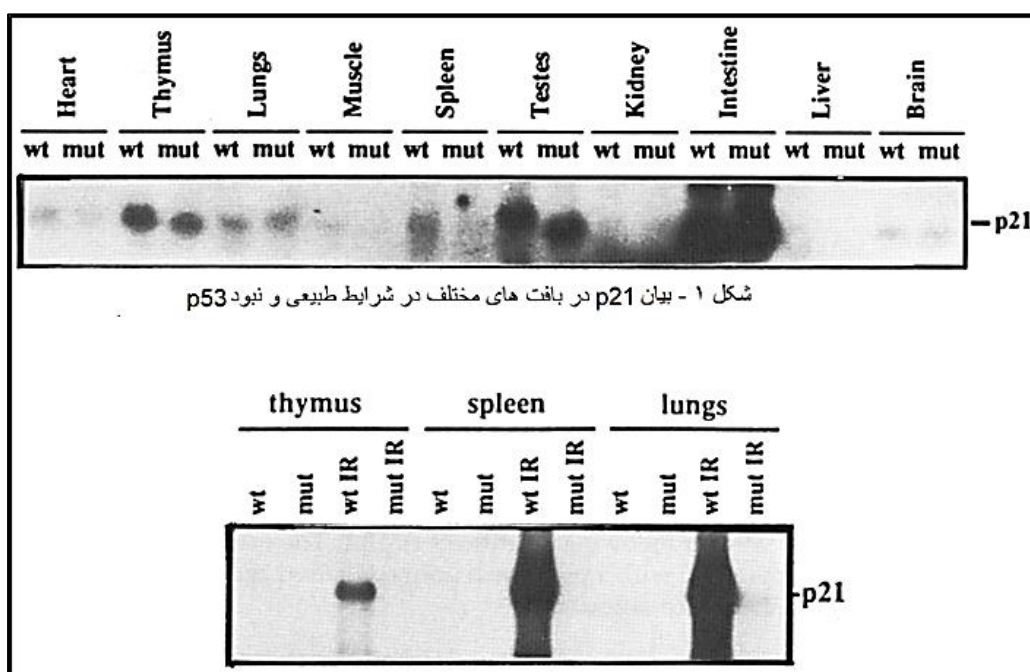 Heart Thymus Lungs Muscle Spleen Testes Kidney Intestine Liver Brain
wt mut wt mut wt mut wt mut wt mut wt mut wt mut wt mut wt mut wt mut
p21
شکل ۱ - بیان p21 در بافت های مختلف در شرایط طبیعی و نبود p53
thymus spleen lungs
wt mut wt IR mut IR wt mut wt IR mut IR wt mut wt IR mut IR
p21